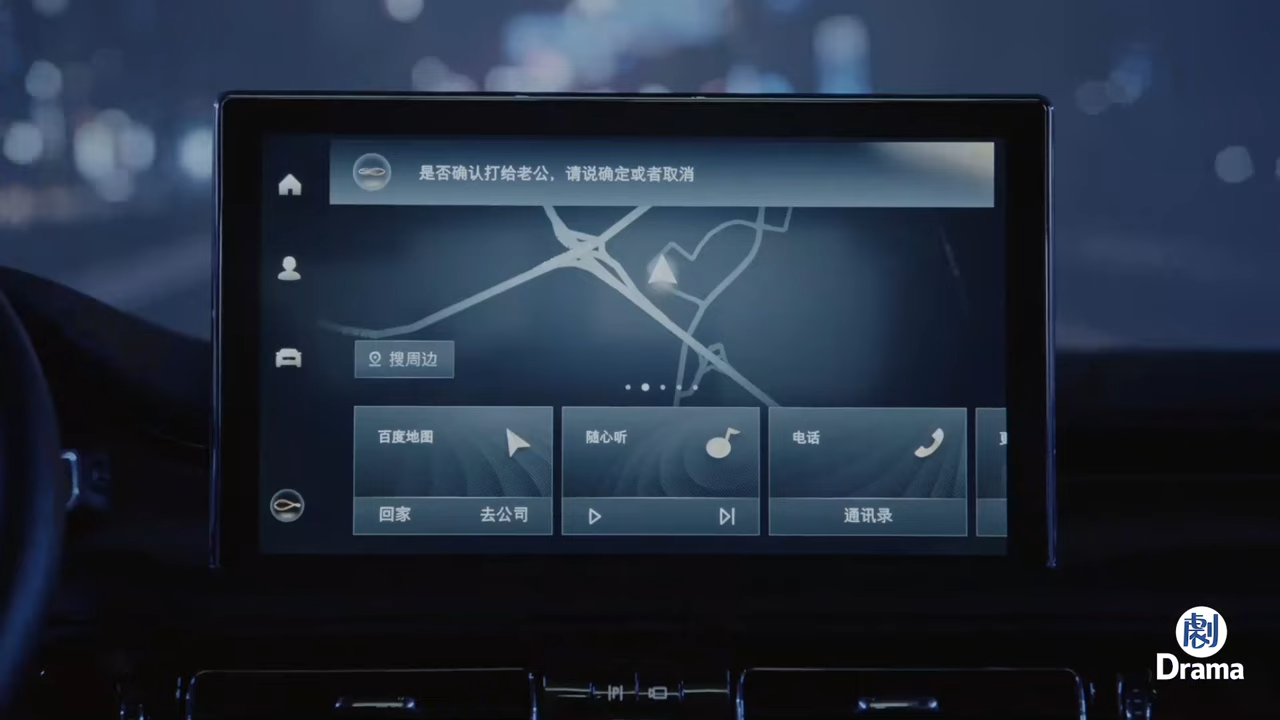 是否确认打给老公，请说确定或者取消
搜周边
百度地图
随心听
电话
回家
去公司
通讯录
劇
Drama